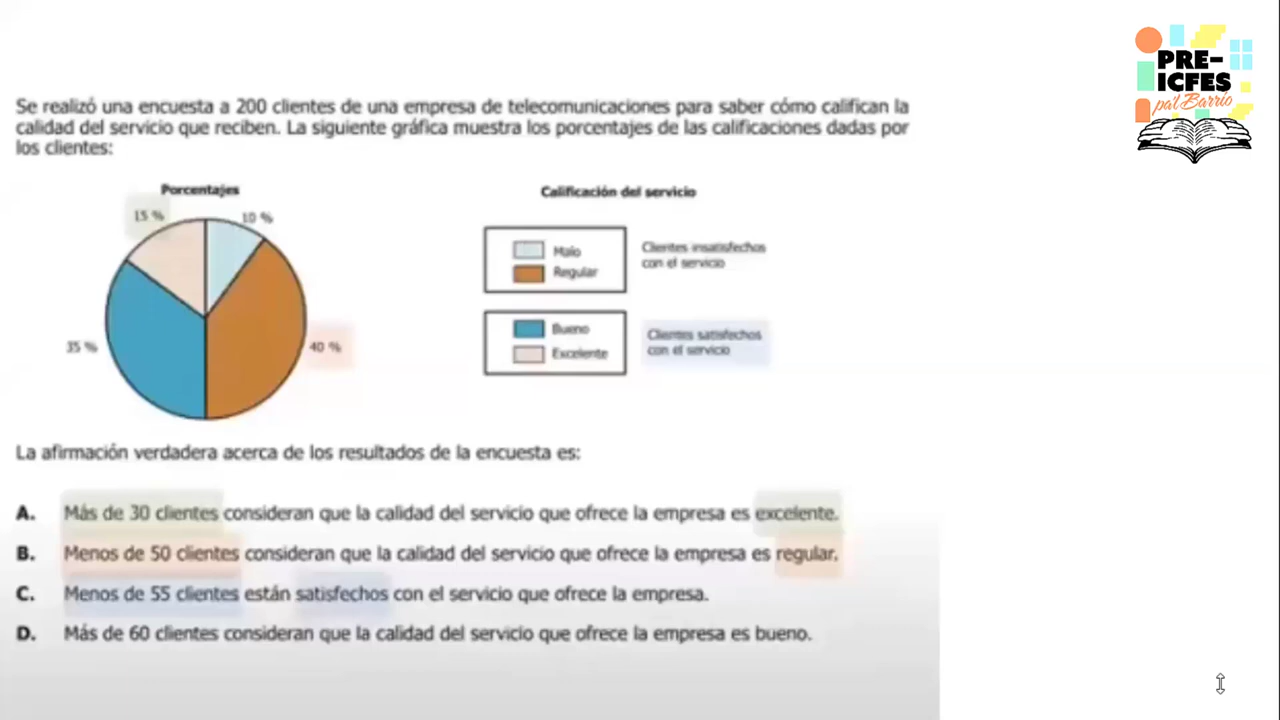 PRE-
ICFES
pa'l Barrio
Se realizó una encuesta a 200 clientes de una empresa de telecomunicaciones para saber cómo califican la
calidad del servicio que reciben. La siguiente gráfica muestra los porcentajes de las calificaciones dadas por
los clientes:
Porcentajes
15 %
10 %
35 %
40 %
Calificación del servicio
Malo
Regular
Clientes insatisfechos
con el servicio
Bueno
Excelente
Clientes satisfechos
con el servicio
La afirmación verdadera acerca de los resultados de la encuesta es:
A. Más de 30 clientes consideran que la calidad del servicio que ofrece la empresa es excelente.
B. Menos de 50 clientes consideran que la calidad del servicio que ofrece la empresa es regular.
C. Menos de 55 clientes están satisfechos con el servicio que ofrece la empresa.
D. Más de 60 clientes consideran que la calidad del servicio que ofrece la empresa es bueno.